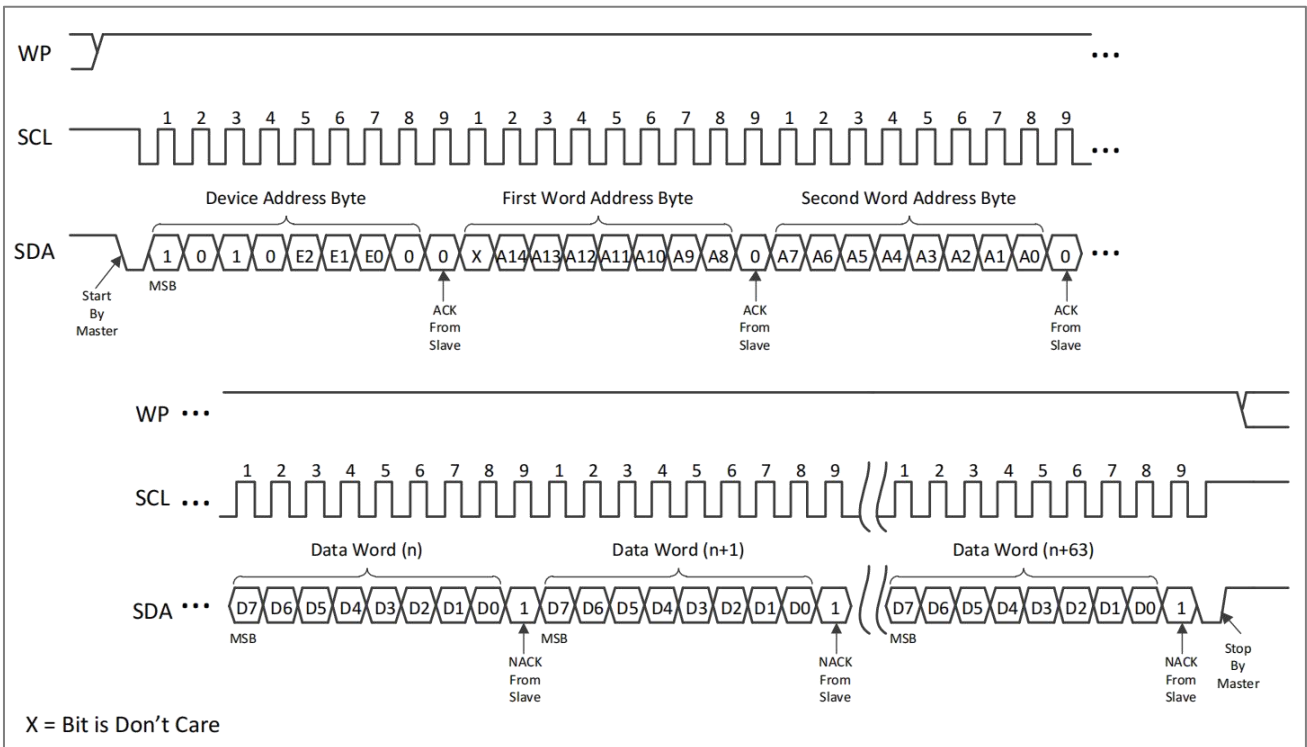 WP ...
SCL 1 2 3 4 5 6 7 8 9 1 2 3 4 5 6 7 8 9 1 2 3 4 5 6 7 8 9 ...
Device Address Byte First Word Address Byte Second Word Address Byte
SDA 1 0 1 0 E2 E1 E0 0 0 X A14 A13 A12 A11 A10 A9 A8 0 A7 A6 A5 A4 A3 A2 A1 A0 0 ...
MSB
Start By Master
ACK From Slave
ACK From Slave
ACK From Slave
WP ...
SCL ... 1 2 3 4 5 6 7 8 9 1 2 3 4 5 6 7 8 9 1 2 3 4 5 6 7 8 9
Data Word (n) Data Word (n+1) Data Word (n+63)
SDA ... D7 D6 D5 D4 D3 D2 D1 D0 1 D7 D6 D5 D4 D3 D2 D1 D0 1 D7 D6 D5 D4 D3 D2 D1 D0 1
MSB MSB MSB
NACK From Slave
NACK From Slave
NACK From Slave
Stop By Master
X = Bit is Don’t Care